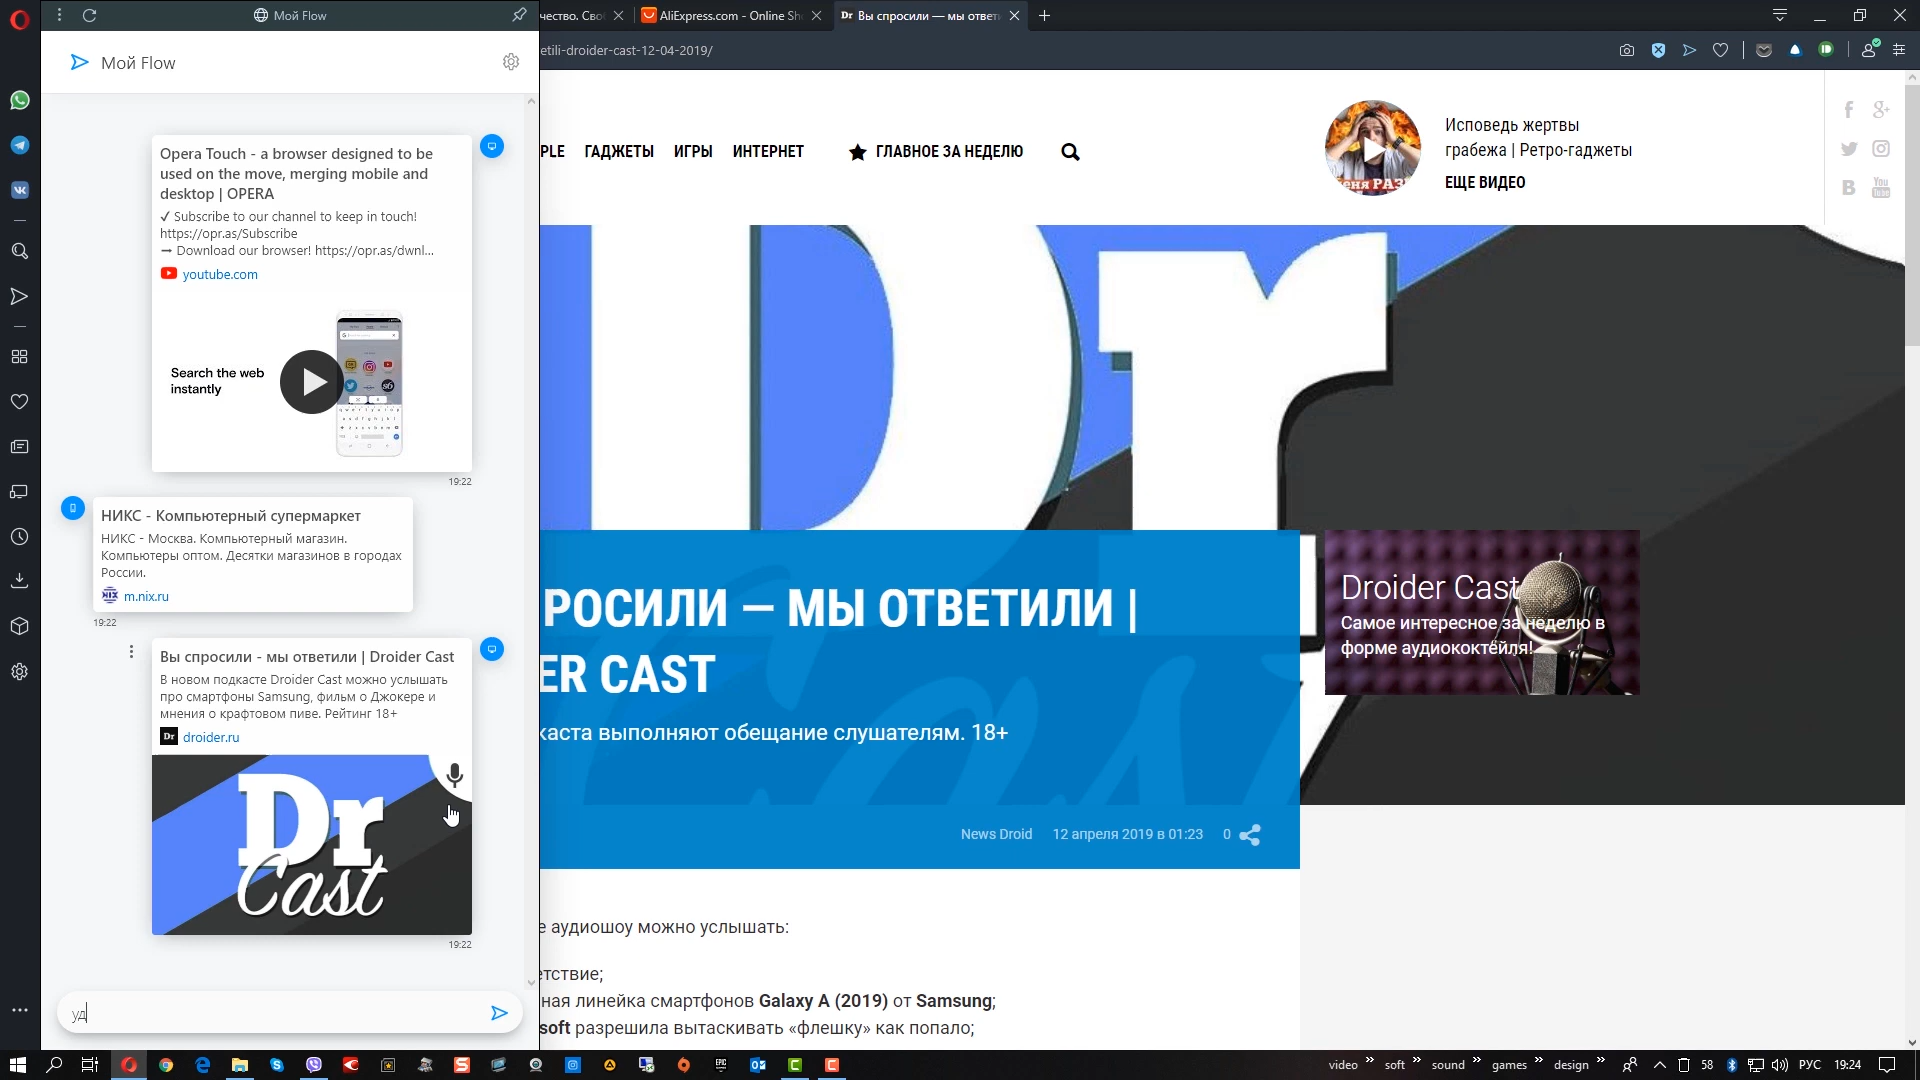 Мой Flow
чество. Своб
AliExpress.com - Online Sh
Dr Вы спросили — мы ответ
etili-droider-cast-12-04-2019/
Мой Flow
Opera Touch - a browser designed to be
used on the move, merging mobile and
desktop | OPERA
✓ Subscribe to our channel to keep in touch!
https://opr.as/Subscribe
➞ Download our browser! https://opr.as/dwnl...
youtube.com
Search the web
instantly
19:22
НИКС - Компьютерный супермаркет
НИКС - Москва. Компьютерный магазин.
Компьютеры оптом. Десятки магазинов в городах
России.
НИКС
m.nix.ru
19:22
Вы спросили - мы ответили | Droider Cast
В новом подкасте Droider Cast можно услышать
про смартфоны Samsung, фильм о Джокере и
мнения о крафтовом пиве. Рейтинг 18+
Dr droider.ru
Dr
Cast
19:22
уд
PLE ГАДЖЕТЫ ИГРЫ ИНТЕРНЕТ ГЛАВНОЕ ЗА НЕДЕЛЮ
Исповедь жертвы
грабежа | Ретро-гаджеты
ЕЩЕ ВИДЕО
Dr
РОСИЛИ — МЫ ОТВЕТИЛИ |
ER CAST
каста выполняют обещание слушателям. 18+
News Droid 12 апреля 2019 в 01:23 0
Droider Cast
Самое интересное за неделю в
форме аудиококтейля!
е аудиошоу можно услышать:
етствие;
ная линейка смартфонов Galaxy A (2019) от Samsung;
soft разрешила вытаскивать «флешку» как попало;
video soft sound games design 58 РУС 19:24